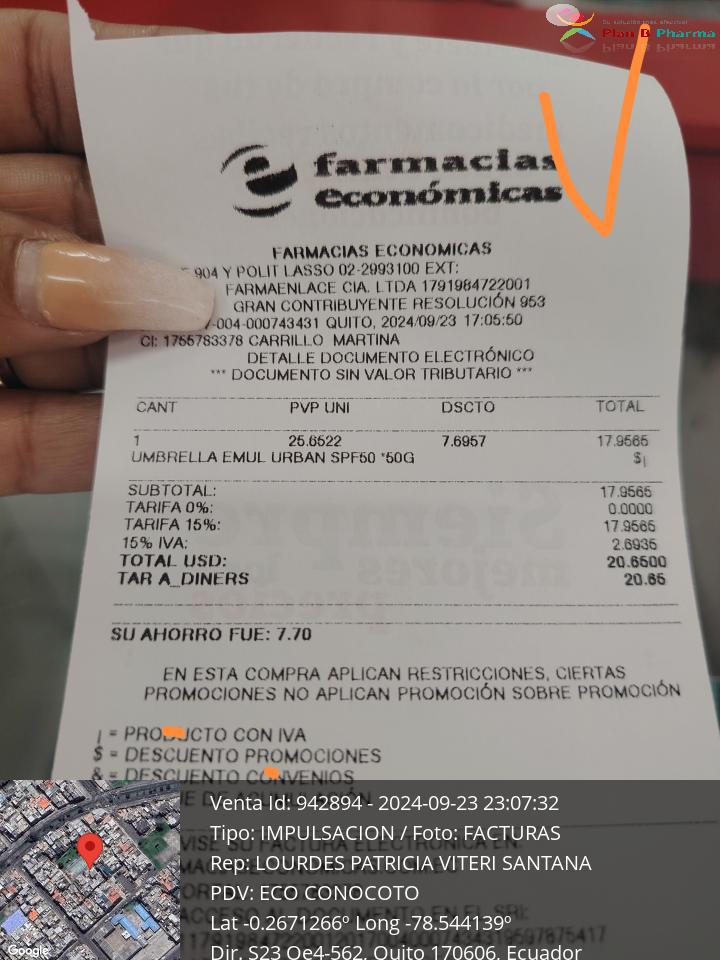 Su solución más efectiva!
Plan B Pharma
farmacias
económicas
FARMACIAS ECONOMICAS
904 Y POLIT LASSO 02-2993100 EXT:
FARMAENLACE CIA. LTDA 1791984722001
GRAN CONTRIBUYENTE RESOLUCIÓN 953
-004-000743431 QUITO, 2024/09/23 17:05:50
CI: 1755783378 CARRILLO MARTINA
DETALLE DOCUMENTO ELECTRÓNICO
*** DOCUMENTO SIN VALOR TRIBUTARIO ***
CANT PVP UNI DSCTO TOTAL
1 25.6522 7.6957 17.9565
UMBRELLA EMUL URBAN SPF50 *50G $¡
SUBTOTAL: 17.9565
TARIFA 0%: 0.0000
TARIFA 15%: 17.9565
15% IVA: 2.6935
TOTAL USD: 20.6500
TAR A_DINERS 20.65
SU AHORRO FUE: 7.70
EN ESTA COMPRA APLICAN RESTRICCIONES, CIERTAS
PROMOCIONES NO APLICAN PROMOCIÓN SOBRE PROMOCIÓN
¡ = PRODUCTO CON IVA
$ = DESCUENTO PROMOCIONES
& = DESCUENTO CONVENIOS
Venta Id: 942894 - 2024-09-23 23:07:32
Tipo: IMPULSACION / Foto: FACTURAS
Rep: LOURDES PATRICIA VITERI SANTANA
PDV: ECO CONOCOTO
Lat -0.2671266º Long -78.544139º
Dir. S23 Oe4-562, Quito 170606, Ecuador
Google